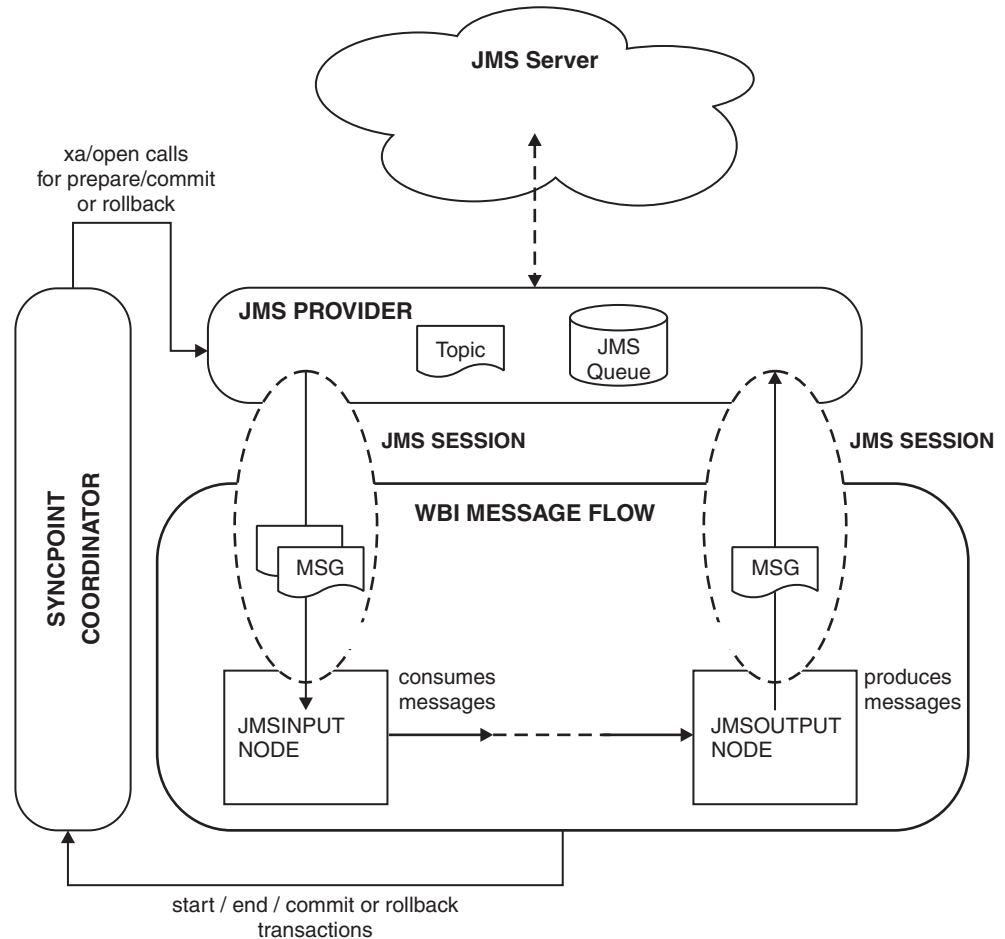 JMS Server
xa/open calls
for prepare/commit
or rollback
JMS PROVIDER
Topic
JMS
Queue
JMS SESSION
JMS SESSION
SYNCPOINT
COORDINATOR
WBI MESSAGE FLOW
MSG
MSG
consumes
messages
produces
messages
JMSINPUT
NODE
JMSOUTPUT
NODE
start / end / commit or rollback
transactions